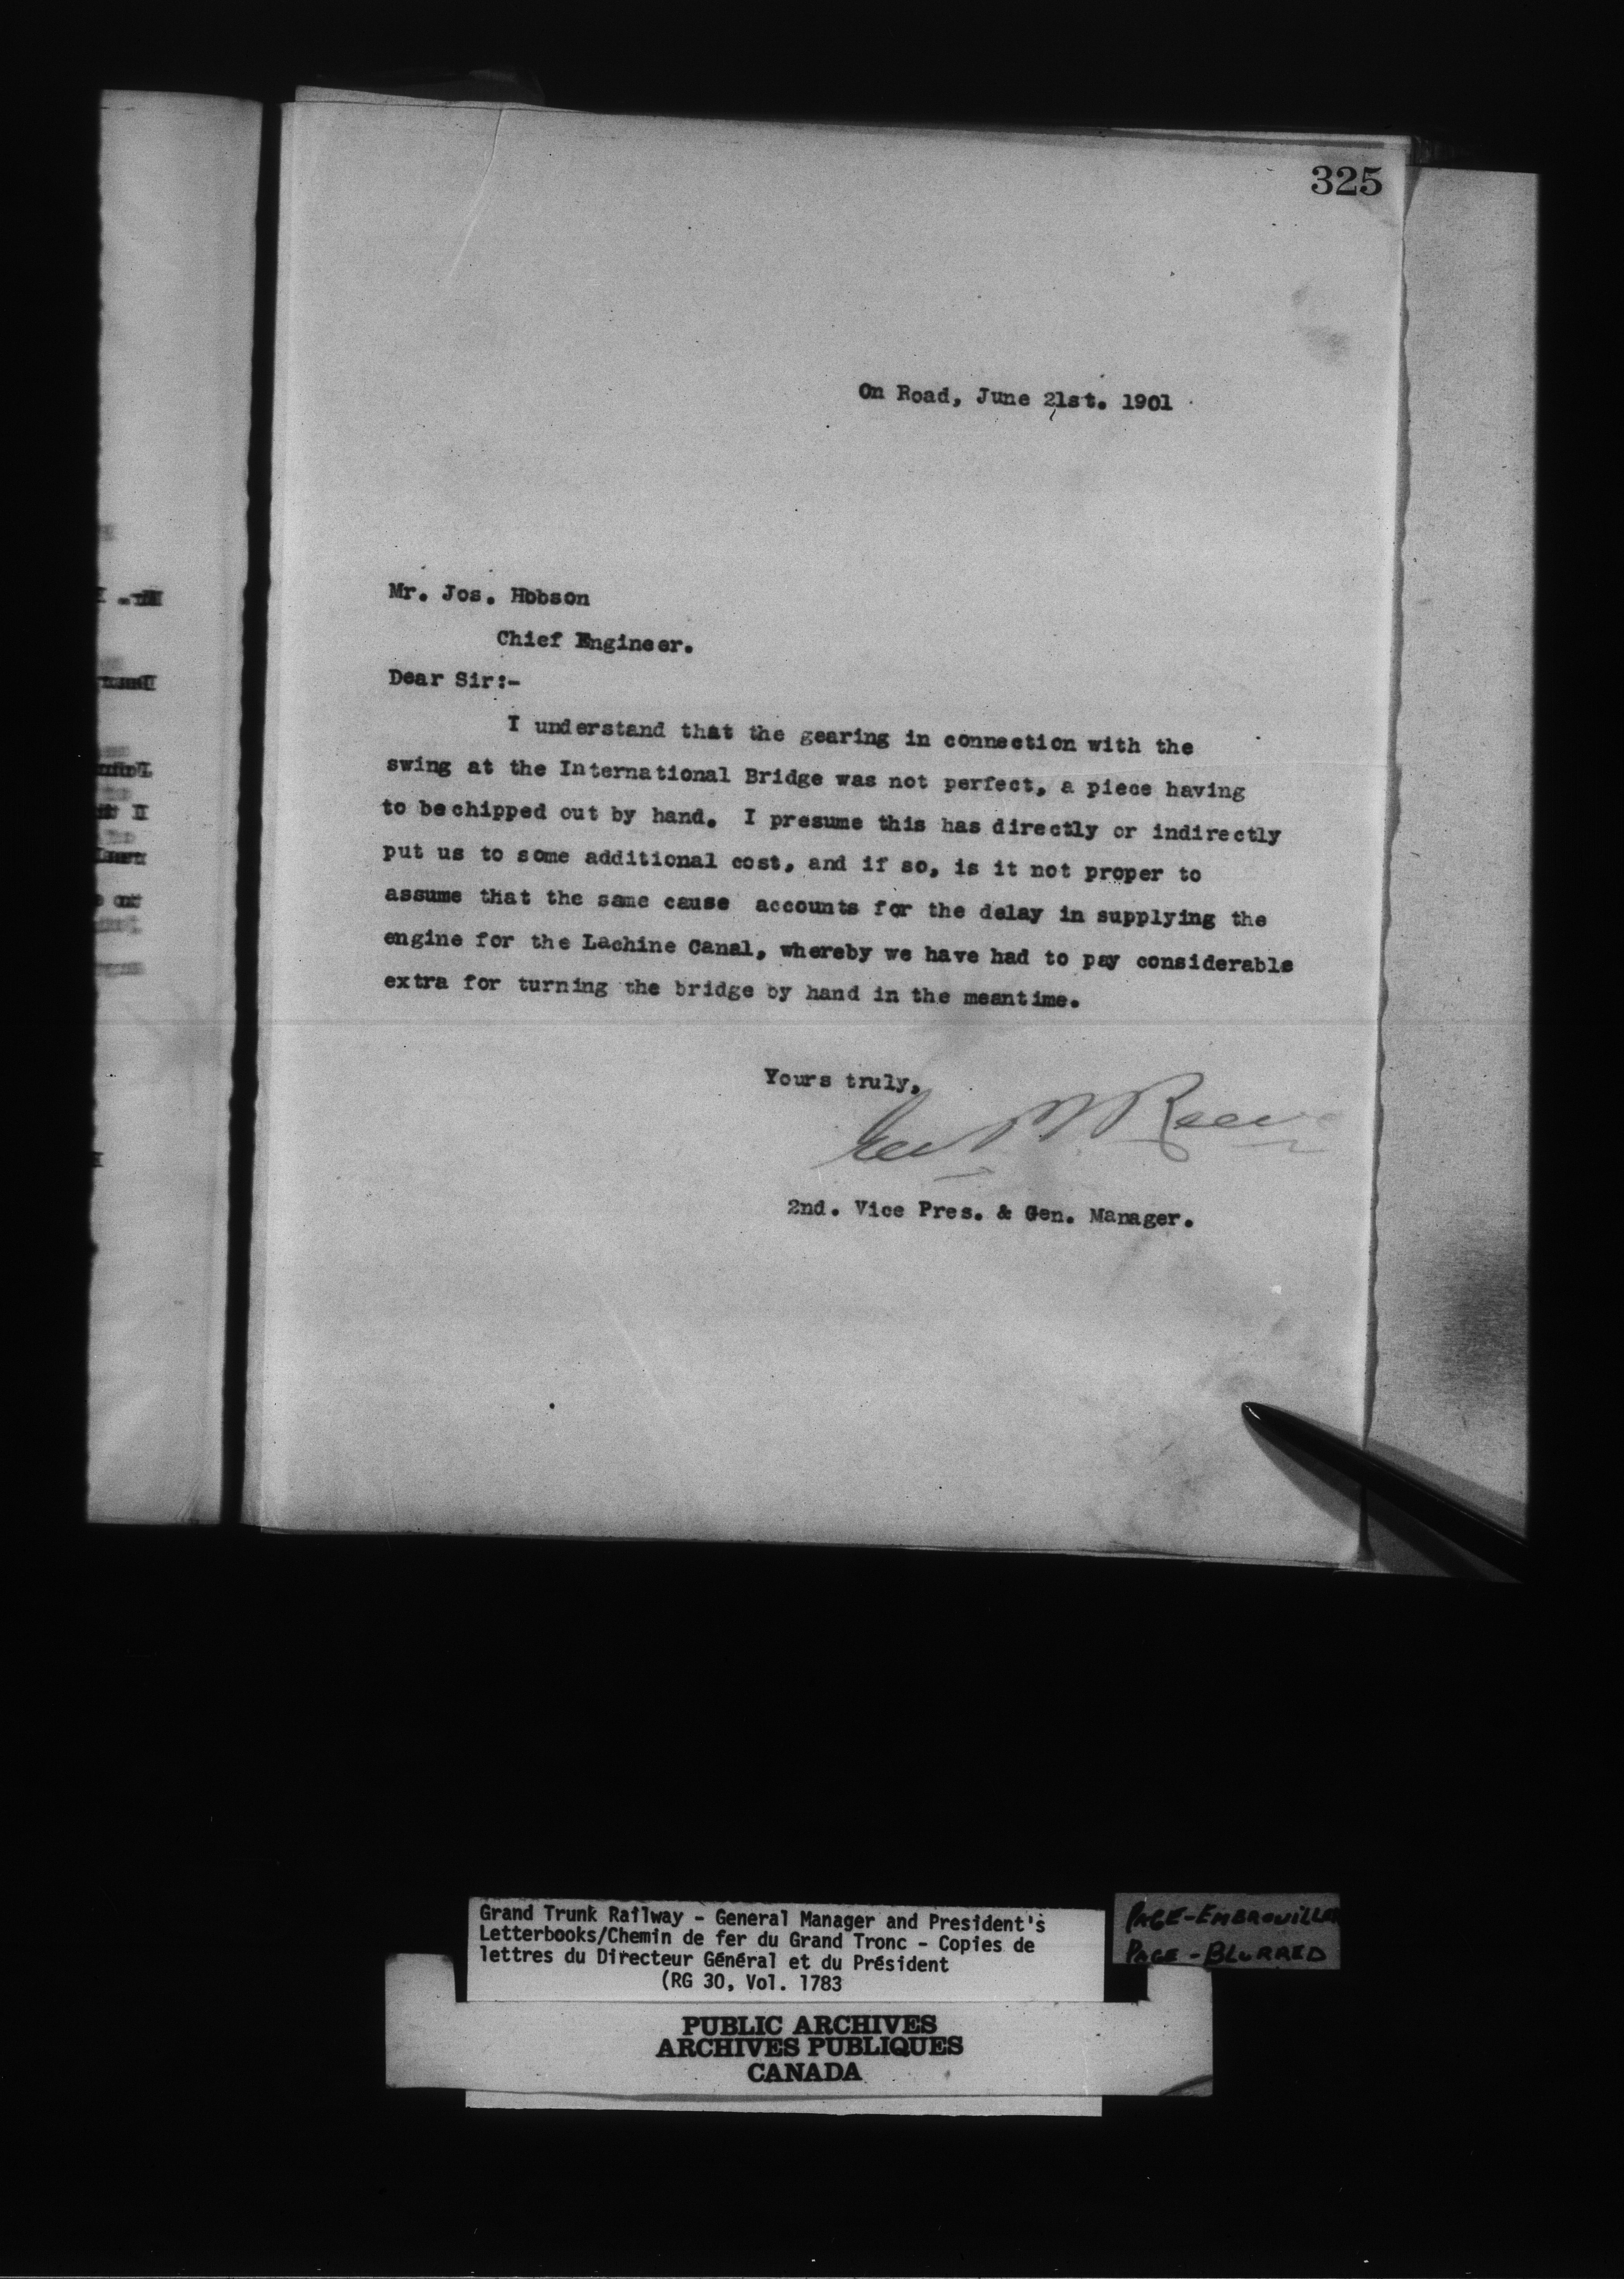 325
On Road, June 21st. 1901
Mr. Jos. Hobson
Chief Engineer.
Dear Sir:-
I understand that the gearing in connection with the
swing at the International Bridge was not perfect, a piece having
to be chipped out by hand. I presume this has directly or indirectly
put us to some additional cost, and if so, is it not proper to
assume that the same cause accounts for the delay in supplying the
engine for the Lachine Canal, whereby we have had to pay considerable
extra for turning the bridge by hand in the meantime.
Yours truly,
Geo M Reeve
2nd. Vice Pres. & Gen. Manager.
Grand Trunk Railway - General Manager and President's
Letterbooks/Chemin de fer du Grand Tronc - Copies de
lettres du Directeur Général et du Président
(RG 30, Vol. 1783
PAGE-EMBROUILLER
PAGE-BLURRED
PUBLIC ARCHIVES
ARCHIVES PUBLIQUES
CANADA